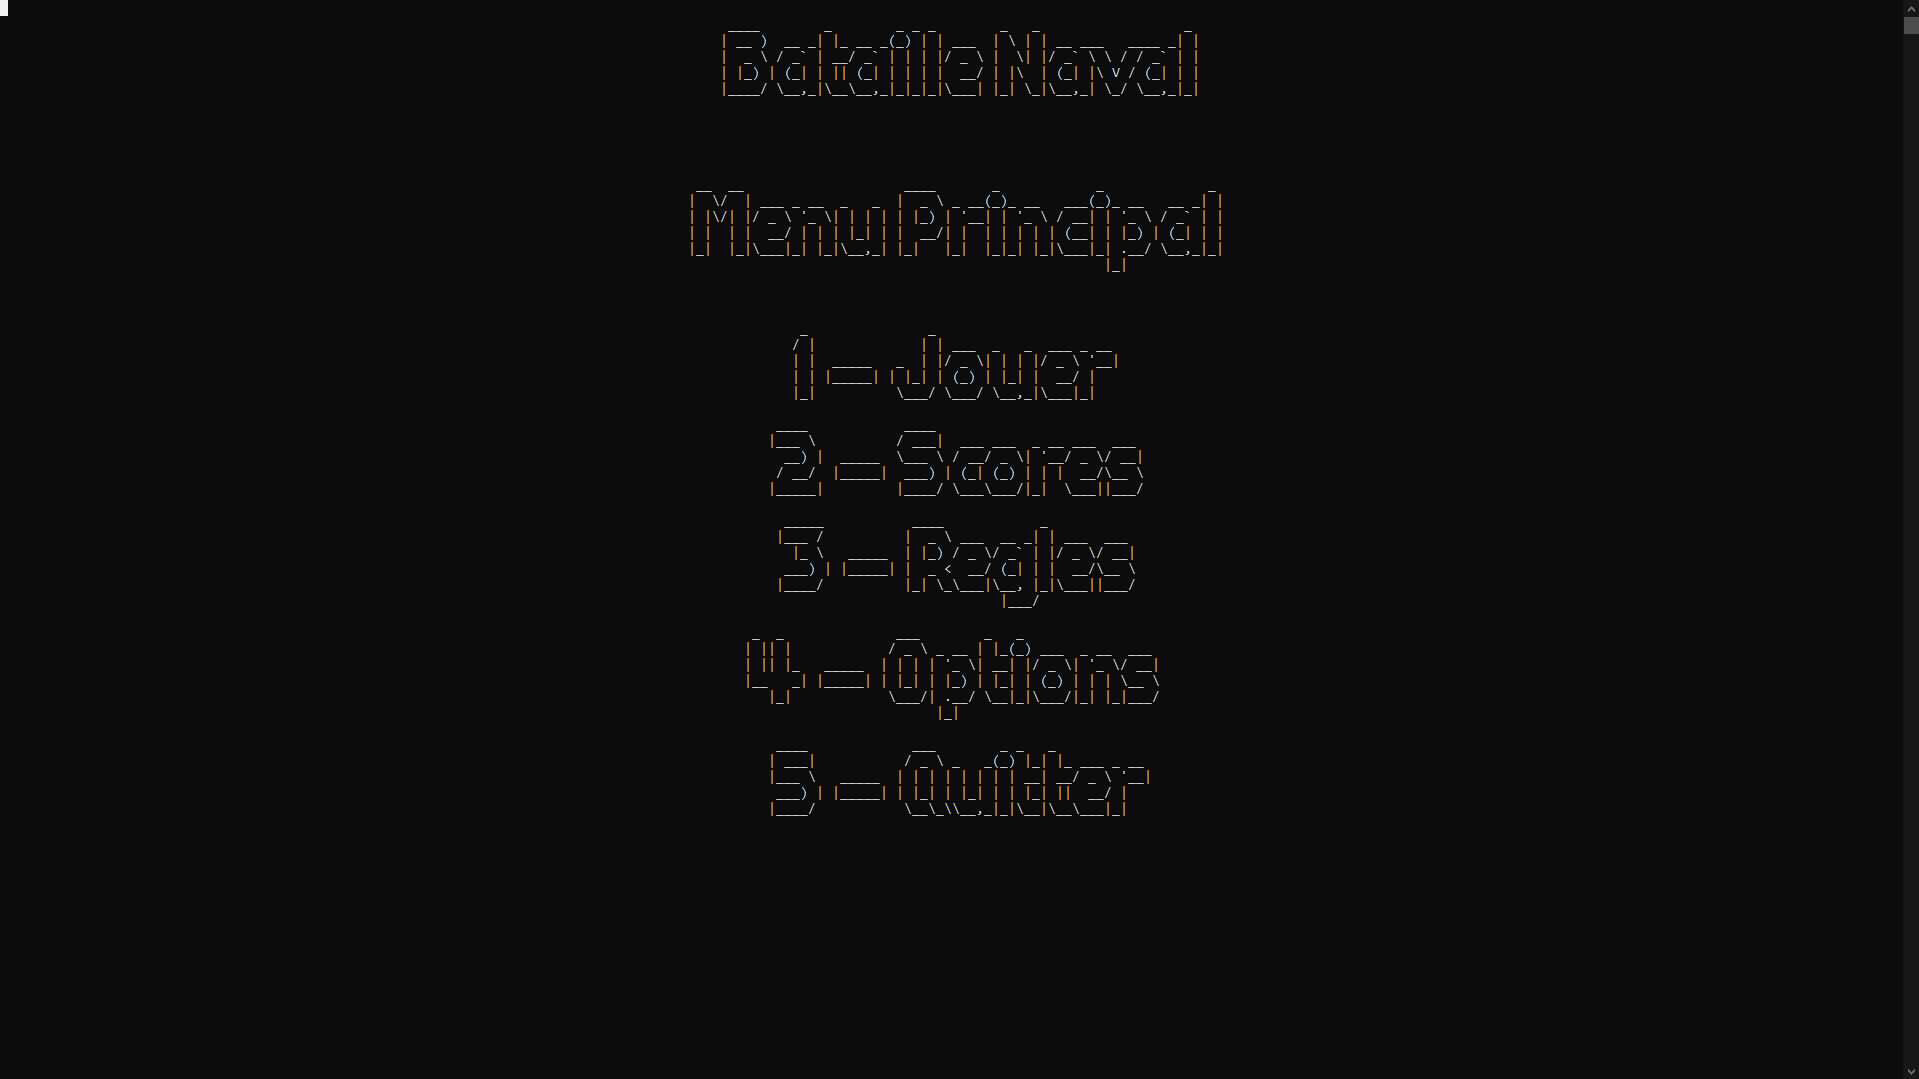 Bataille Naval
Menu Principal
1 - Jouer
2 - Scores
3 - Regles
4 - Options
5 - Quitter